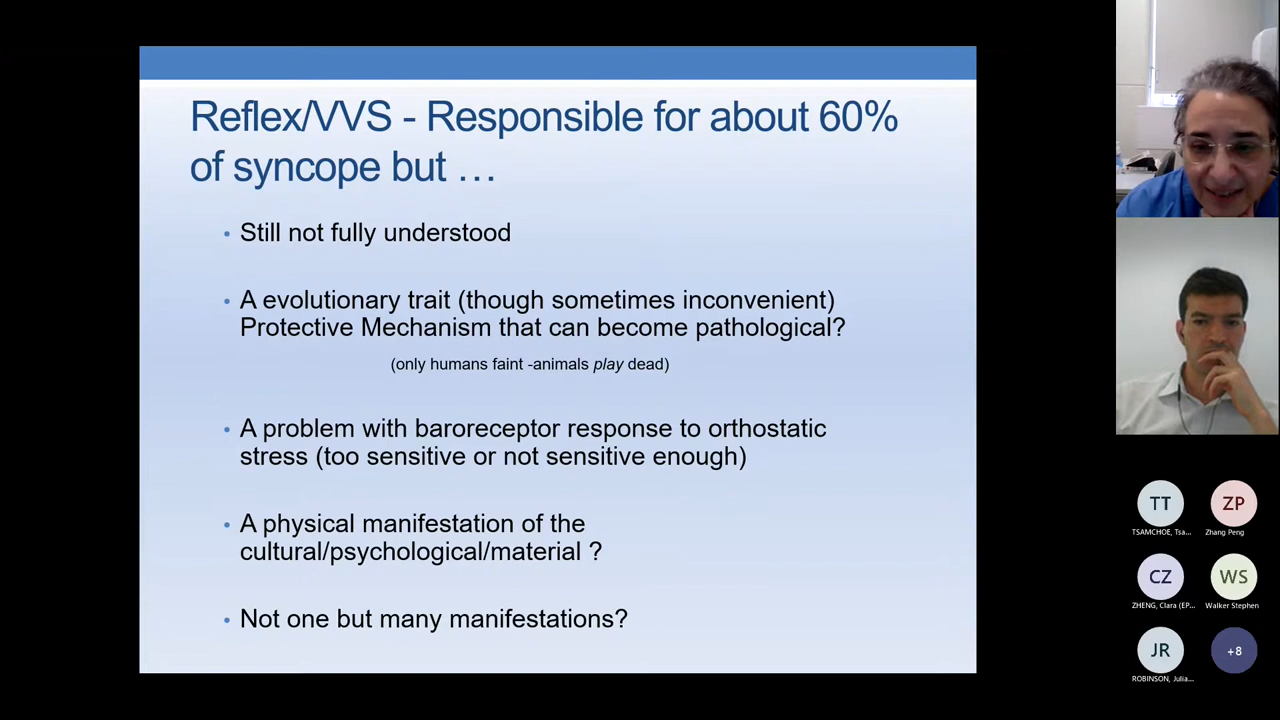 Reflex/VVS - Responsible for about 60%
of syncope but …
• Still not fully understood
• A evolutionary trait (though sometimes inconvenient)
Protective Mechanism that can become pathological?
(only humans faint -animals play dead)
• A problem with baroreceptor response to orthostatic
stress (too sensitive or not sensitive enough)
• A physical manifestation of the
cultural/psychological/material ?
• Not one but many manifestations?
TT
TSAMCHOE, Tsa...
ZP
Zhang Peng
CZ
ZHENG, Clara (EP...
WS
Walker Stephen
JR
ROBINSON, Julia...
+8